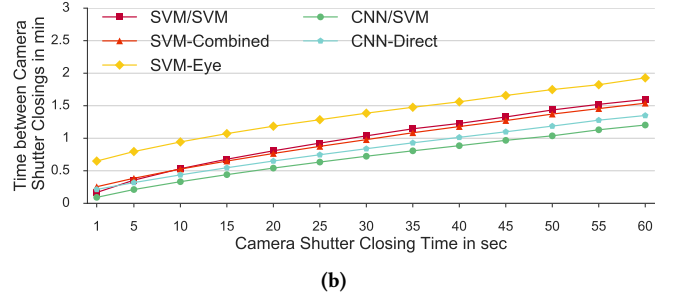 3
2.5
2
1.5
1
0.5
0
Time between Camera
Shutter Closings in min
SVM/SVM
SVM-Combined
SVM-Eye
CNN/SVM
CNN-Direct
1 5 10 15 20 25 30 35 40 45 50 55 60
Camera Shutter Closing Time in sec
(b)